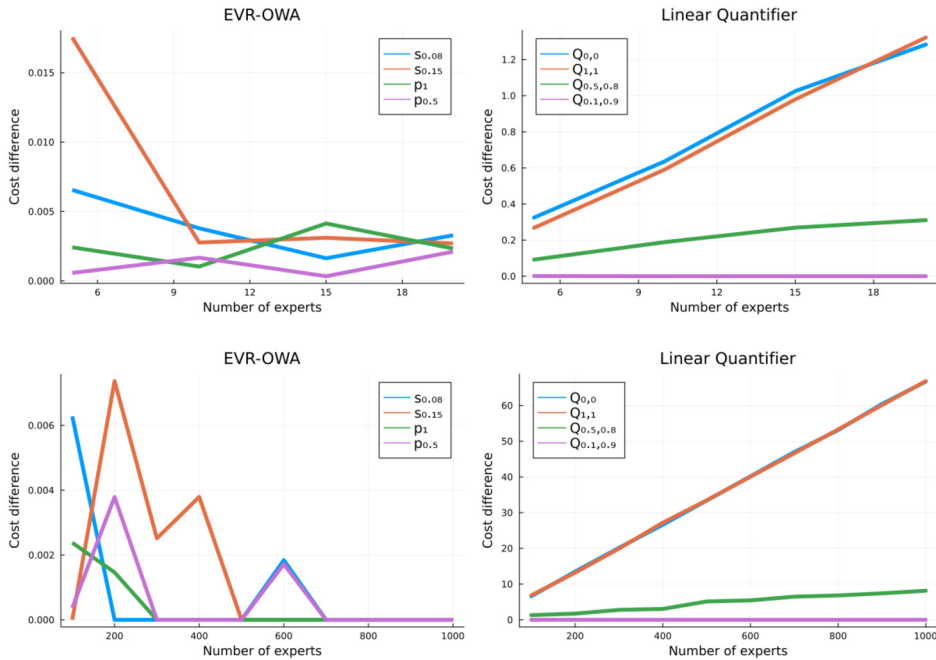 EVR-OWA
Cost difference
0.015
0.010
0.005
0.000
s₀.₀₈
s₀.₁₅
p₁
p₀.₅
6
9
12
15
18
Number of experts
Linear Quantifier
Cost difference
1.2
1.0
0.8
0.6
0.4
0.2
0.0
Q₀,₀
Q₁,₁
Q₀.₅,₀.₈
Q₀.₁,₀.₉
6
9
12
15
18
Number of experts
EVR-OWA
Cost difference
0.006
0.004
0.002
0.000
s₀.₀₈
s₀.₁₅
p₁
p₀.₅
200
400
600
800
1000
Number of experts
Linear Quantifier
Cost difference
60
50
40
30
20
10
0
Q₀,₀
Q₁,₁
Q₀.₅,₀.₈
Q₀.₁,₀.₉
200
400
600
800
1000
Number of experts